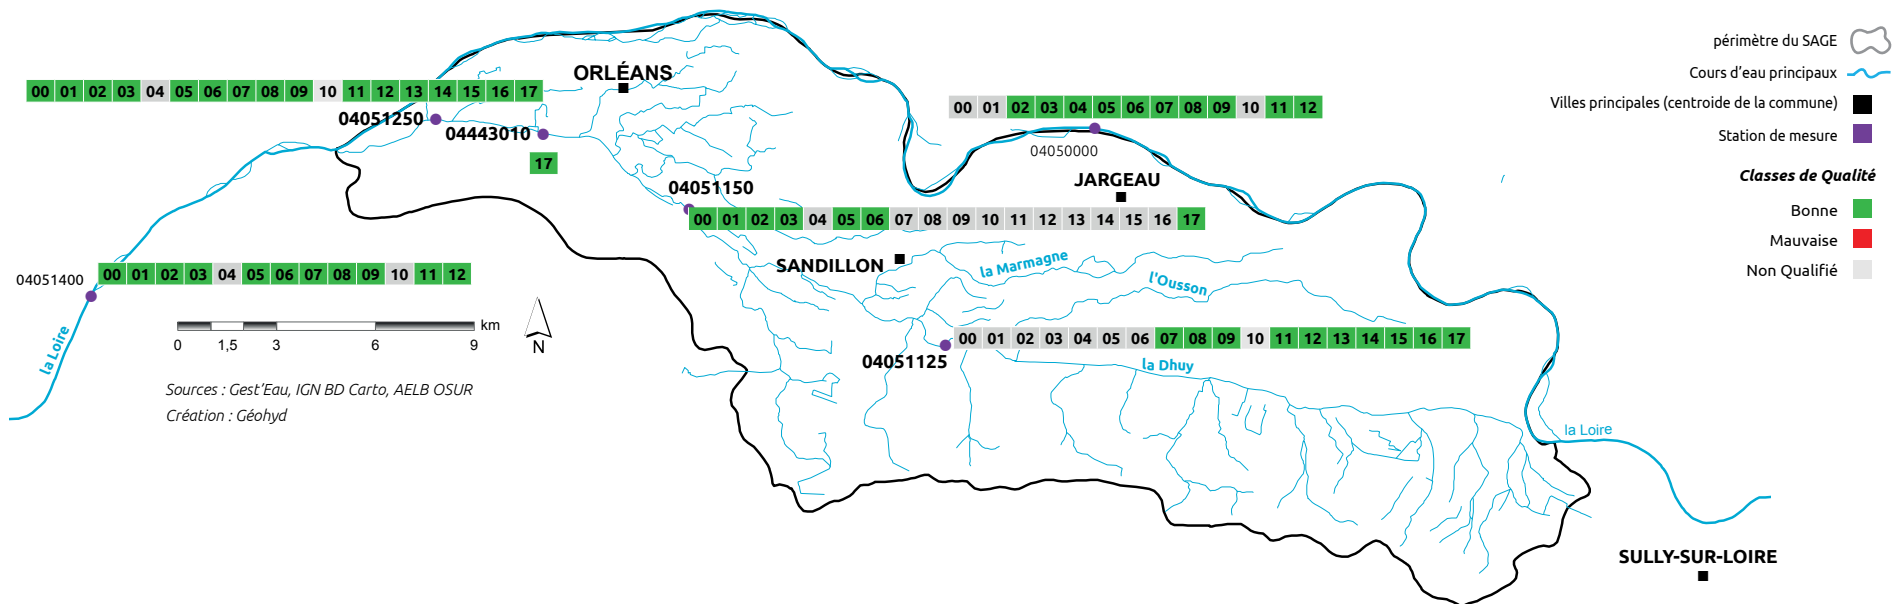 périmètre du SAGE
Cours d'eau principaux
Villes principales (centroide de la commune)
Station de mesure
Classes de Qualité
Bonne
Mauvaise
Non Qualifié
ORLÉANS
00 01 02 03 04 05 06 07 08 09 10 11 12 13 14 15 16 17
04051250
04443010
17
00 01 02 03 04 05 06 07 08 09 10 11 12
04050000
JARGEAU
04051150
00 01 02 03 04 05 06 07 08 09 10 11 12 13 14 15 16 17
SANDILLON
la Marmagne
l'Ousson
04051400
00 01 02 03 04 05 06 07 08 09 10 11 12
la Loire
km
0 1,5 3 6 9
N
00 01 02 03 04 05 06 07 08 09 10 11 12 13 14 15 16 17
04051125
la Dhuy
Sources : Gest'Eau, IGN BD Carto, AELB OSUR
Création : Géohyd
la Loire
SULLY-SUR-LOIRE